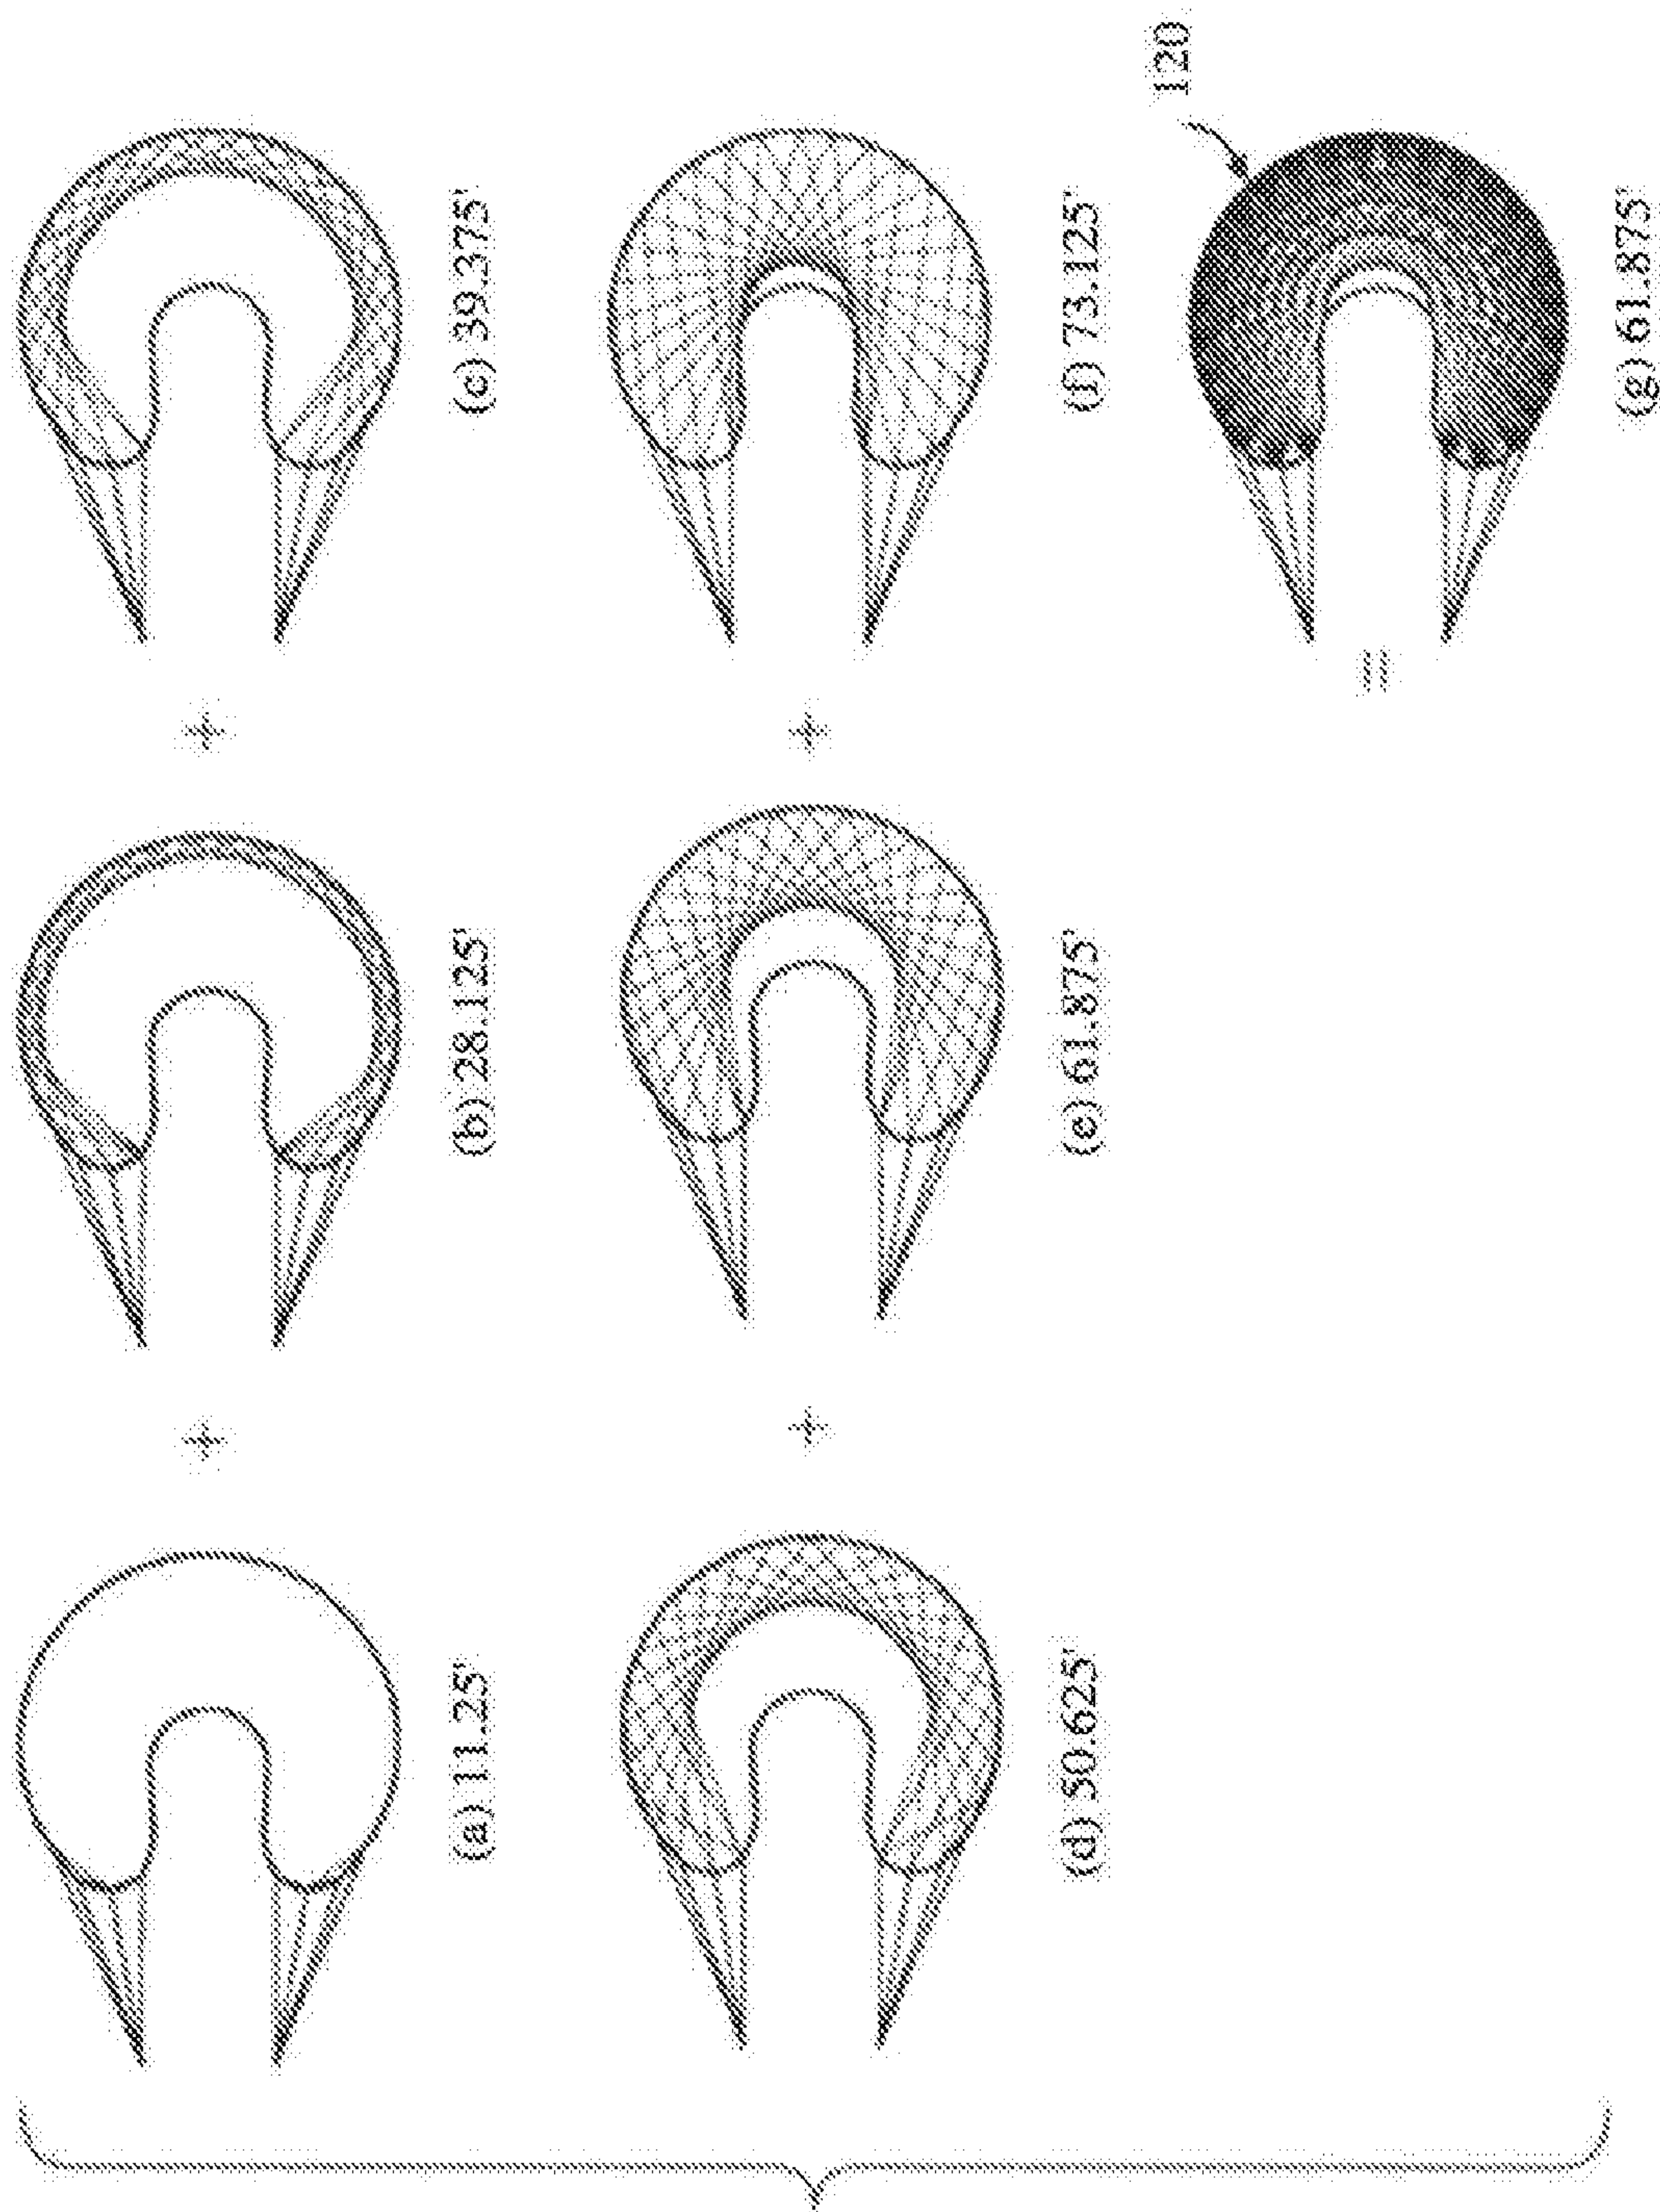 (a) 11.25'
+
(b) 28.125'
+
(c) 39.375'
(d) 50.625'
+
(e) 61.875'
+
(f) 73.125'
=
120
(g) 61.875'